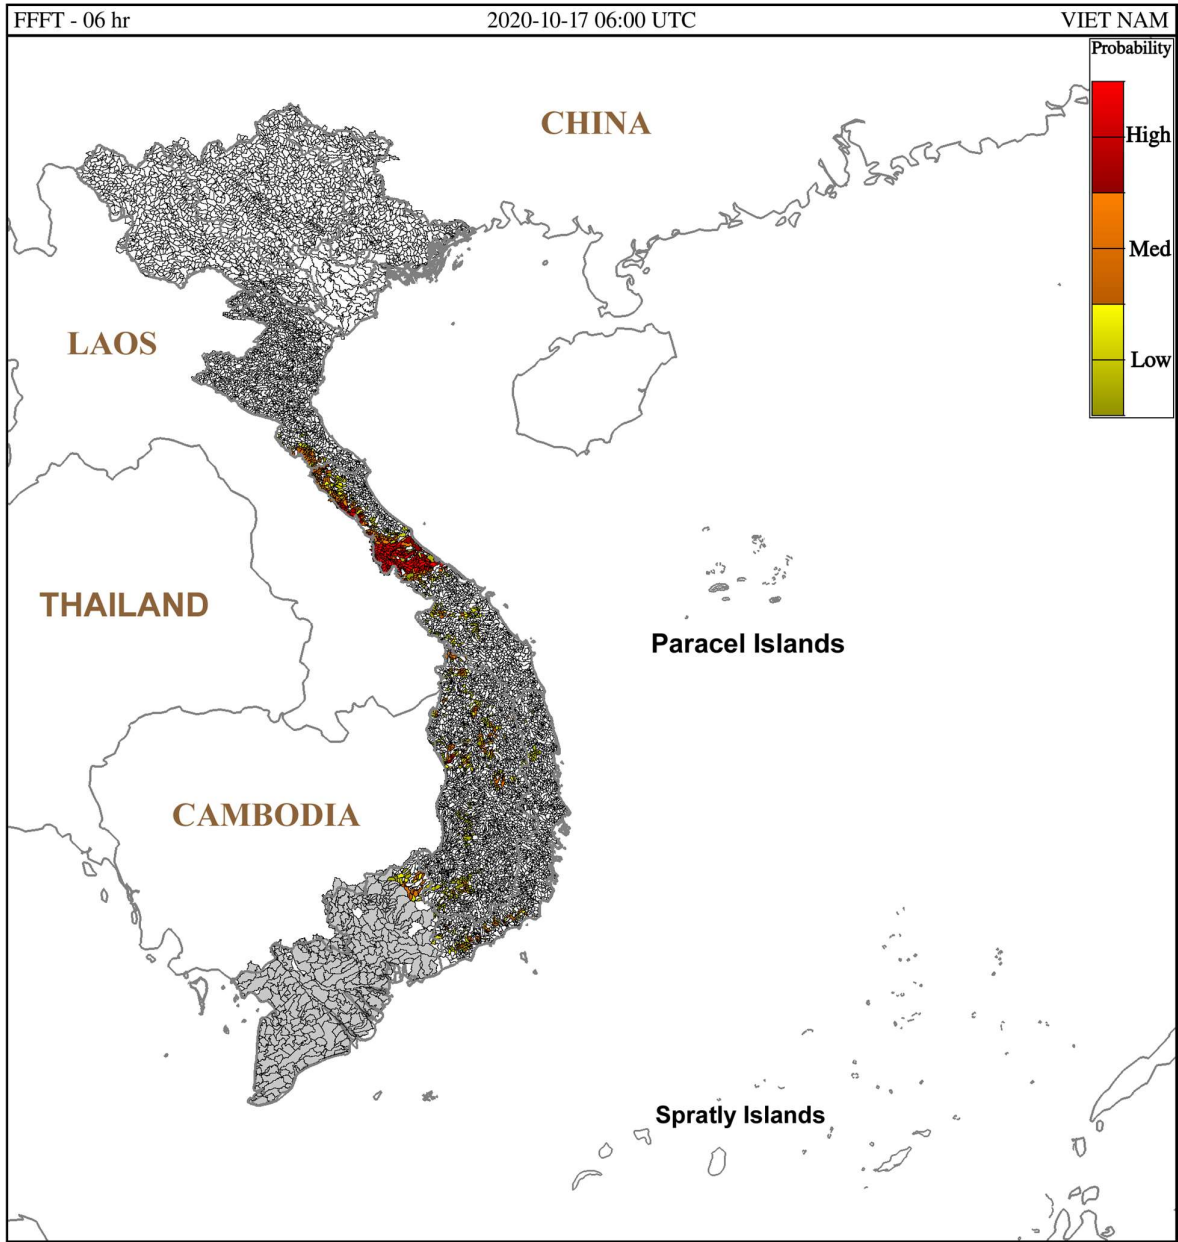 FFFT - 06 hr
2020-10-17 06:00 UTC
VIET NAM
Probability
High
Med
Low
CHINA
LAOS
THAILAND
Paracel Islands
CAMBODIA
Spratly Islands